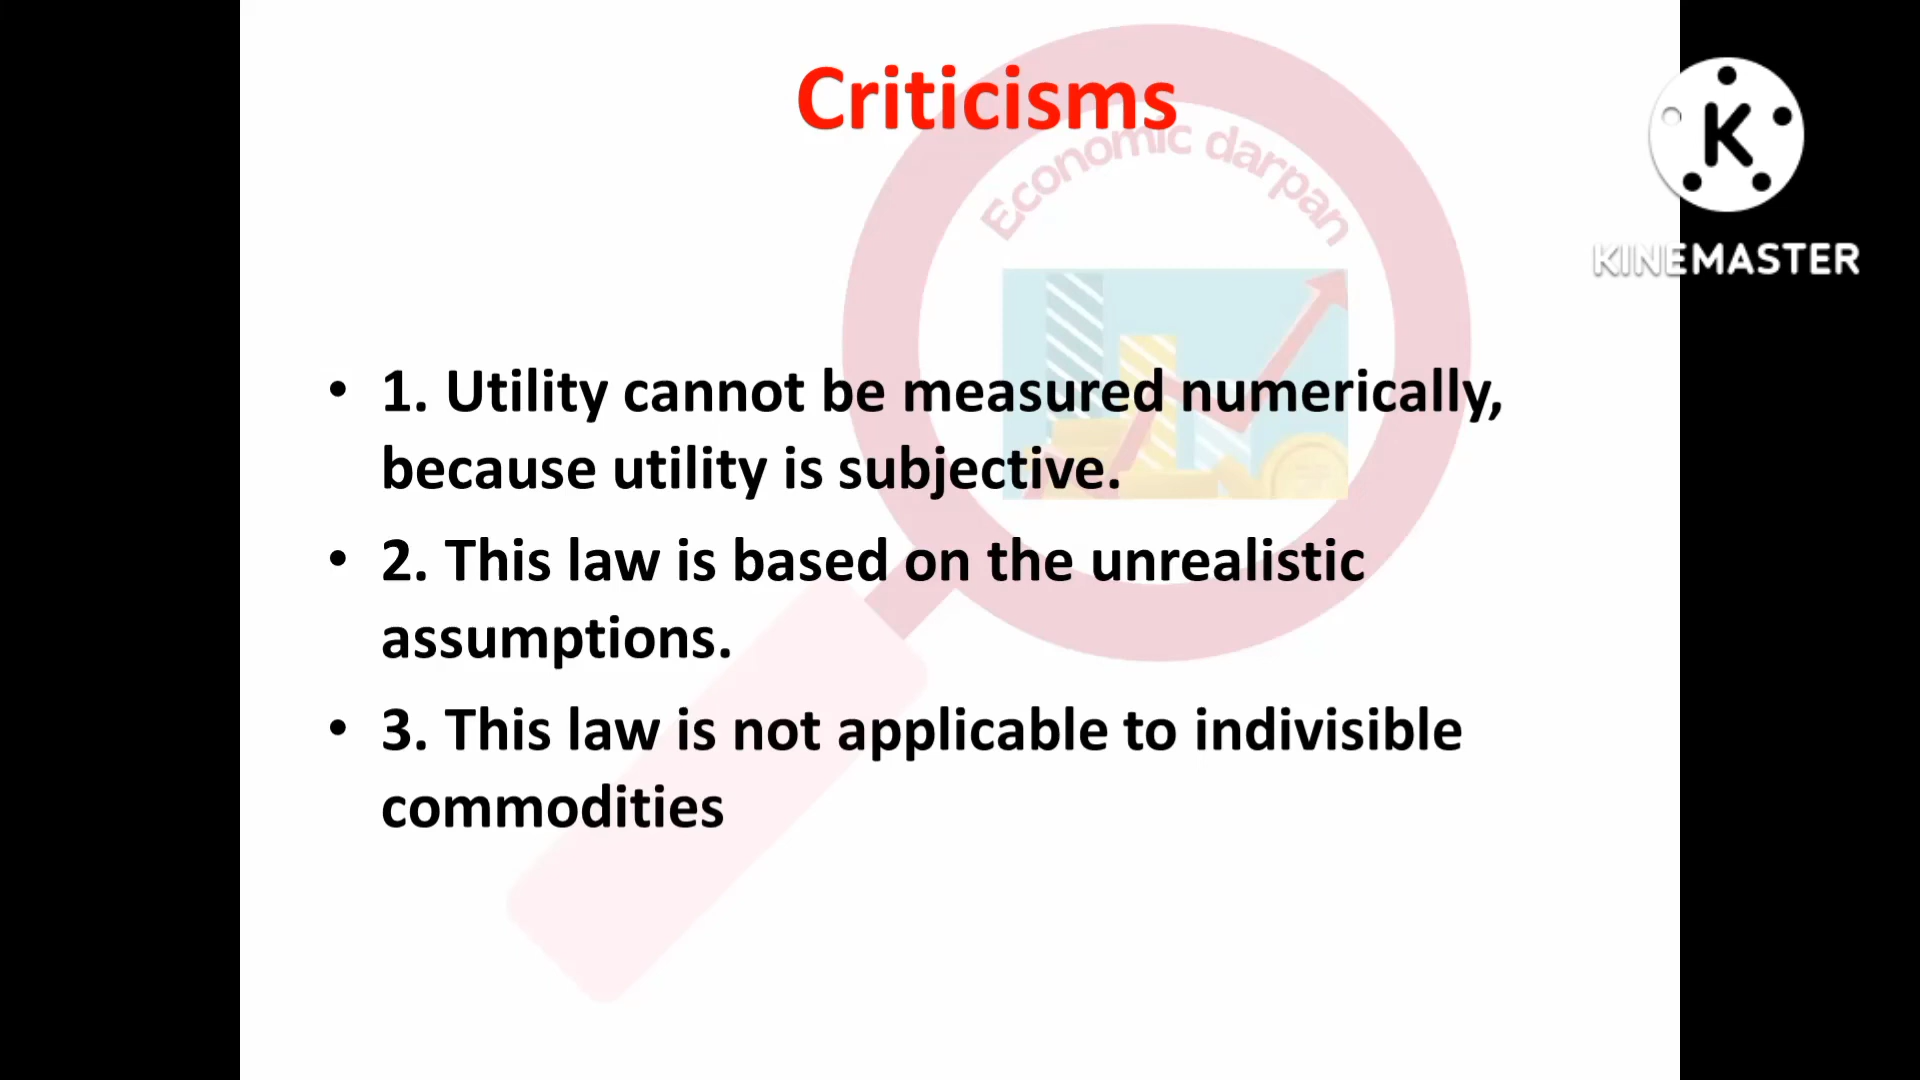 Criticisms
Economic darpan
K
KINEMASTER
• 1. Utility cannot be measured numerically,
because utility is subjective.
• 2. This law is based on the unrealistic
assumptions.
• 3. This law is not applicable to indivisible
commodities